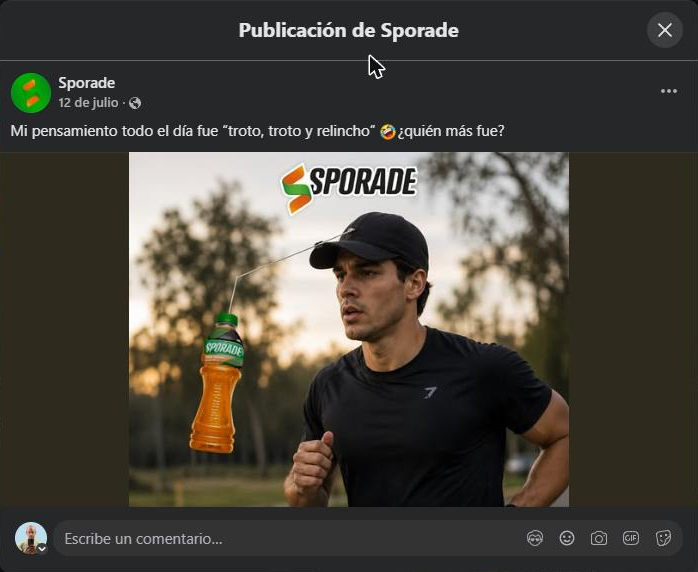 Publicación de Sporade
Sporade
12 de julio ·
Mi pensamiento todo el día fue “troto, troto y relincho” 🤣¿quién más fue?
SPORADE
SPORADE
SPORADE
Escribe un comentario...
GIF